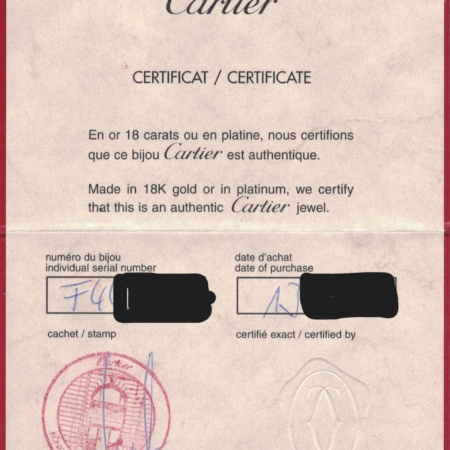 Cartier
CERTIFICAT / CERTIFICATE
En or 18 carats ou en platine, nous certifions
que ce bijou Cartier est authentique.
Made in 18K gold or in platinum, we certify
that this is an authentic Cartier jewel.
numéro du bijou
individual serial number
date d'achat
date of purchase
cachet / stamp
certifié exact / certified by
Cartier